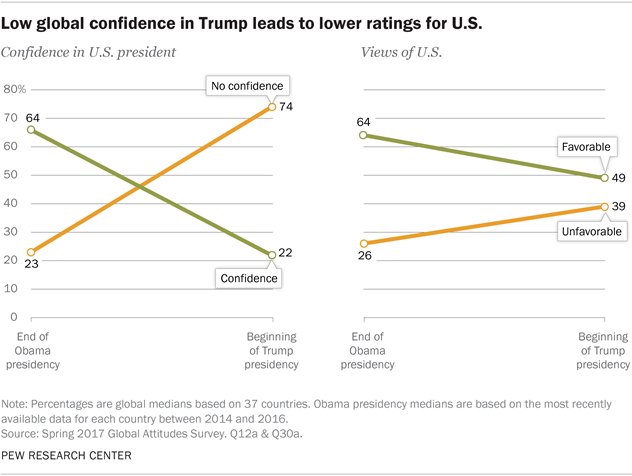 Low global confidence in Trump leads to lower ratings for U.S.
Confidence in U.S. president
Views of U.S.
80%
70
60
50
40
30
20
10
0
64
23
No confidence
74
22
Confidence
End of
Obama
presidency
Beginning
of Trump
presidency
64
26
Favorable
49
39
Unfavorable
End of
Obama
presidency
Beginning
of Trump
presidency
Note: Percentages are global medians based on 37 countries. Obama presidency medians are based on the most recently
available data for each country between 2014 and 2016.
Source: Spring 2017 Global Attitudes Survey. Q12a & Q30a.
PEW RESEARCH CENTER